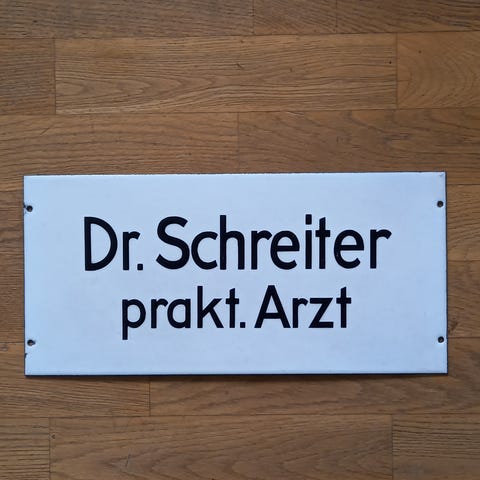 Dr. Schreiter
prakt. Arzt